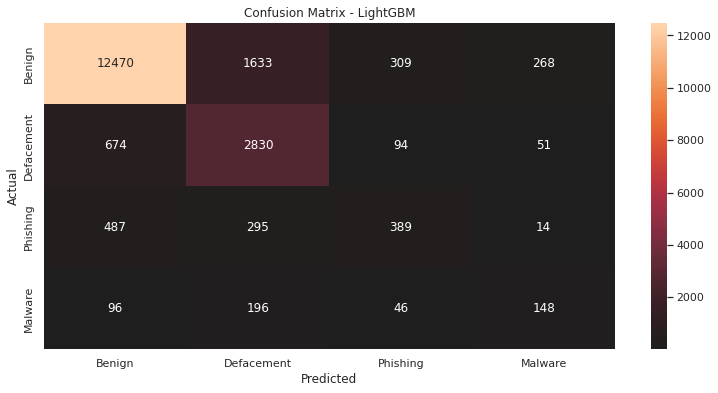 Confusion Matrix - LightGBM
Actual
Benign 12470 1633 309 268
Defacement 674 2830 94 51
Phishing 487 295 389 14
Malware 96 196 46 148
Benign Defacement Phishing Malware
Predicted
12000
10000
8000
6000
4000
2000